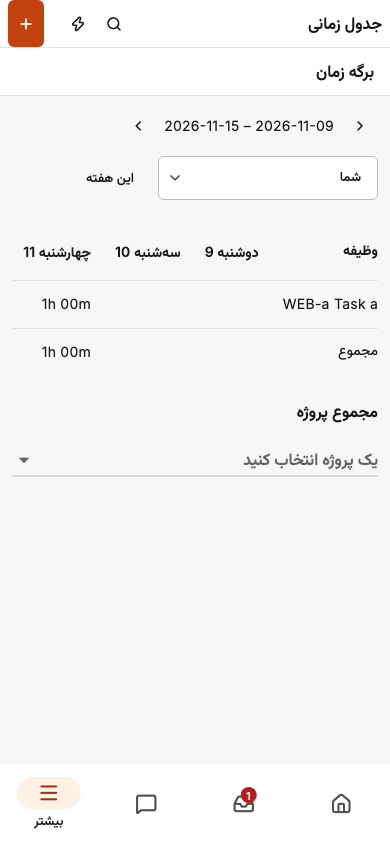 جدول زمانی
برگه زمان
2026-11-09 – 2026-11-15
شما
این هفته
وظیفه دوشنبه 9 سه‌شنبه 10 چهارشنبه 11
WEB-a Task a 1h 00m
مجموع 1h 00m
مجموع پروژه
یک پروژه انتخاب کنید
1
بیشتر